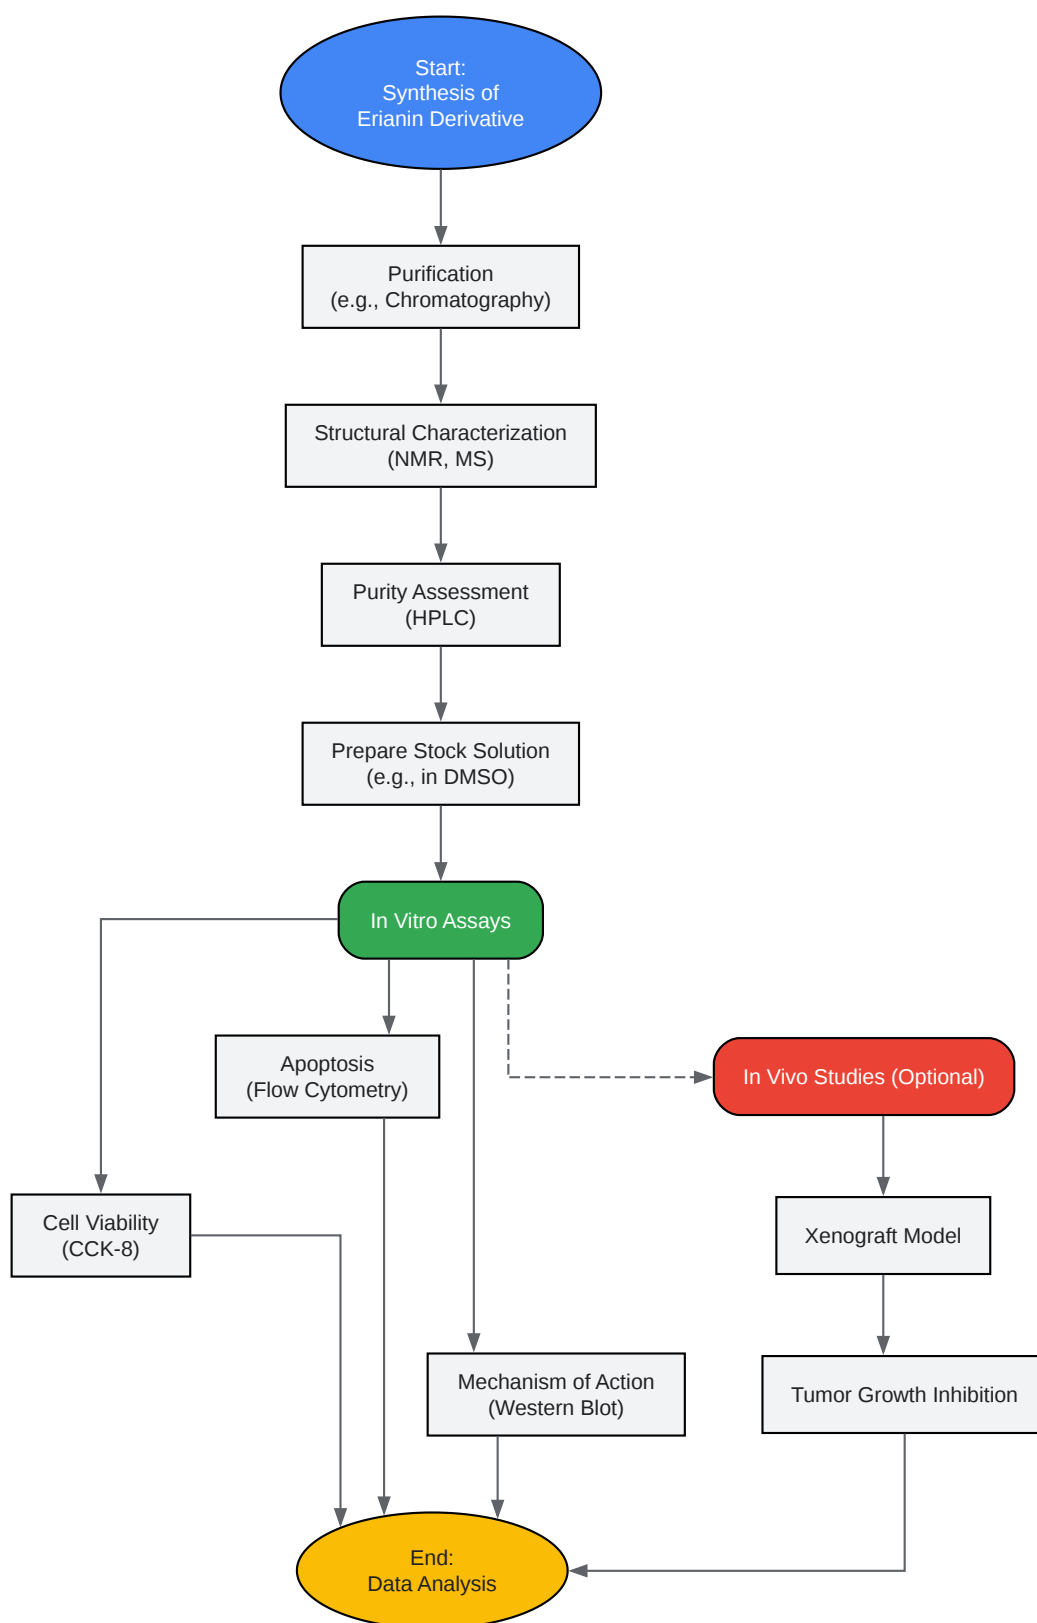 Start:
Synthesis of
Erianin Derivative
Purification
(e.g., Chromatography)
Structural Characterization
(NMR, MS)
Purity Assessment
(HPLC)
Prepare Stock Solution
(e.g., in DMSO)
In Vitro Assays
Apoptosis
(Flow Cytometry)
In Vivo Studies (Optional)
Cell Viability
(CCK-8)
Xenograft Model
Mechanism of Action
(Western Blot)
Tumor Growth Inhibition
End:
Data Analysis